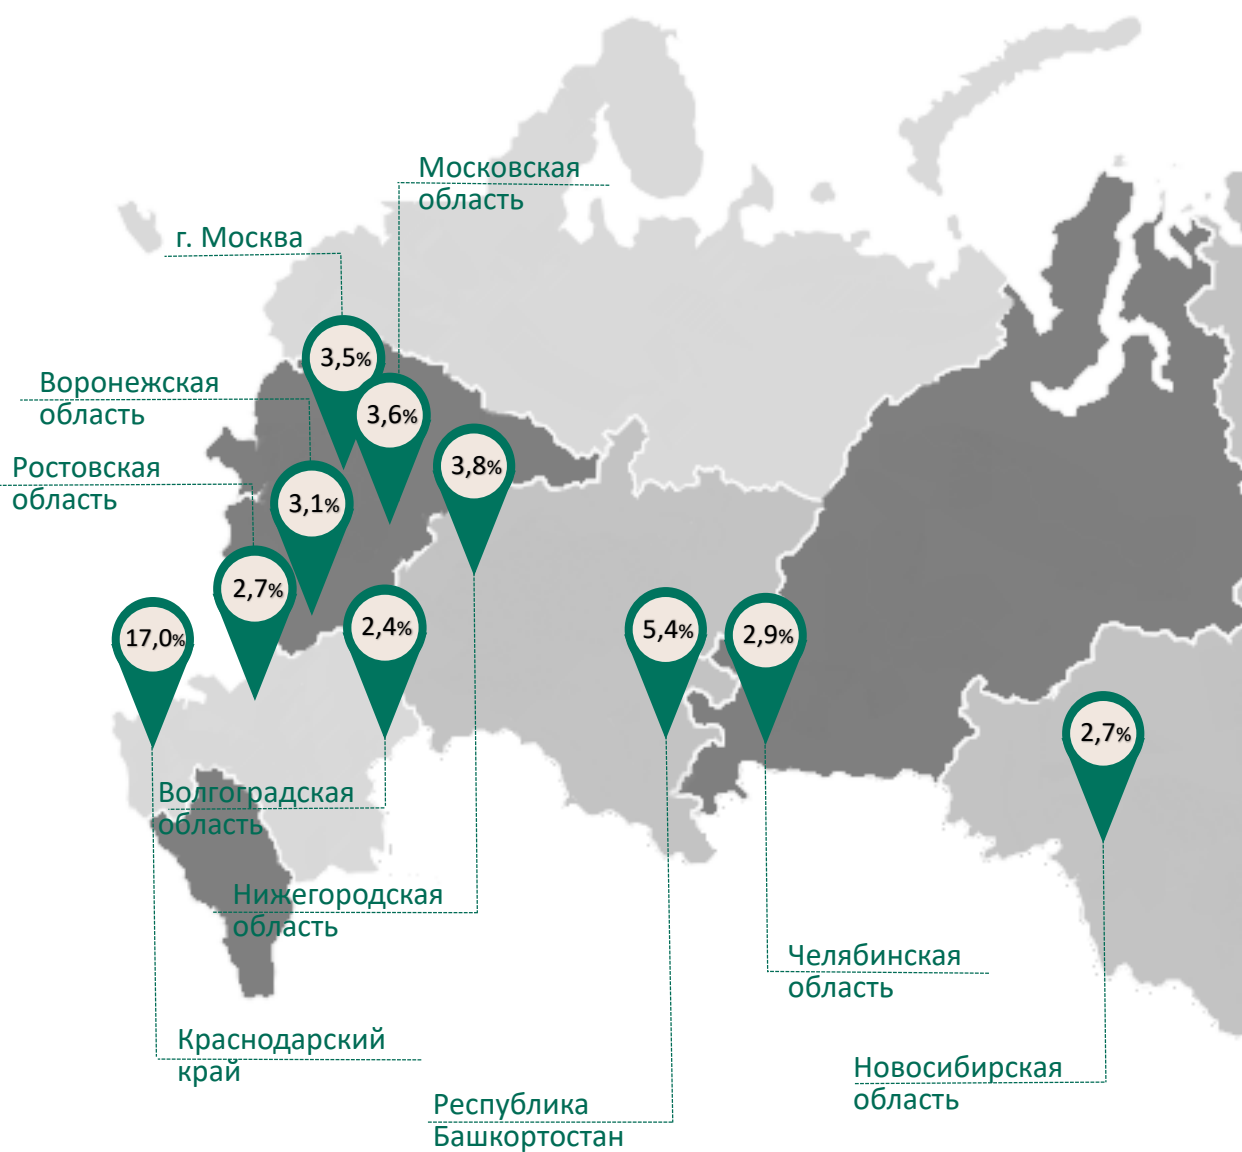 Московская
область
г. Москва
3,5%
Воронежская
область
3,6%
Ростовская
область
3,8%
3,1%
2,7%
17,0%
2,4%
5,4%
2,9%
2,7%
Волгоградская
область
Нижегородская
область
Челябинская
область
Краснодарский
край
Новосибирская
область
Республика
Башкортостан